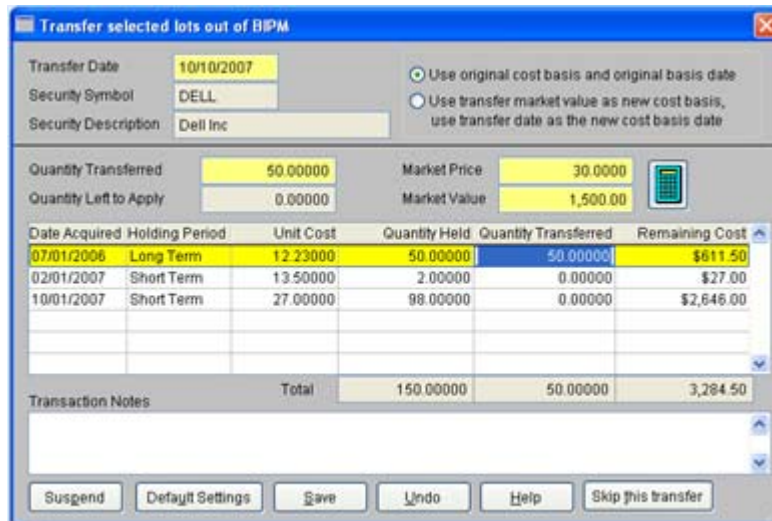 Transfer selected lots out of BIPM
Transfer Date 10/10/2007
Security Symbol DELL
Security Description Dell Inc
Use original cost basis and original basis date
Use transfer market value as new cost basis,
use transfer date as the new cost basis date
Quantity Transferred 50.00000 Market Price 30.0000
Quantity Left to Apply 0.00000 Market Value 1,500.00
Date Acquired Holding Period Unit Cost Quantity Held Quantity Transferred Remaining Cost
07/01/2006 Long Term 12.23000 50.00000 50.00000 $611.50
02/01/2007 Short Term 13.50000 2.00000 0.00000 $27.00
10/01/2007 Short Term 27.00000 98.00000 0.00000 $2,646.00
Total 150.00000 50.00000 3,284.50
Transaction Notes
Suspend Default Settings Save Undo Help Skip this transfer